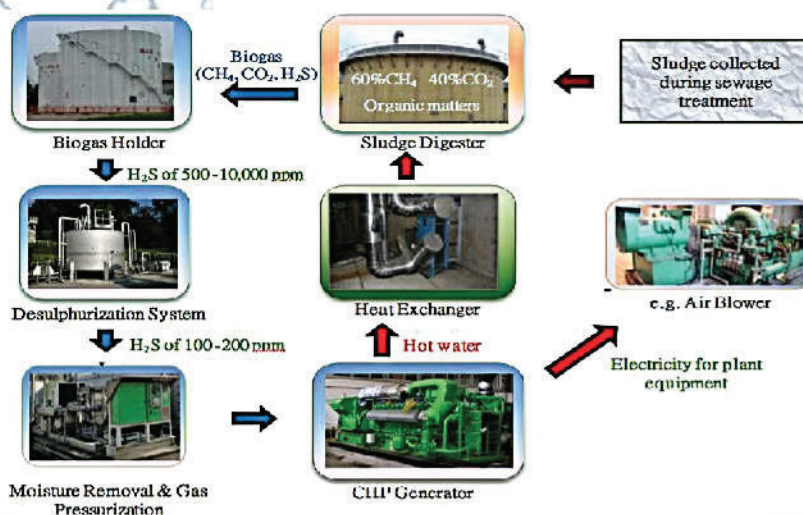 Biogas
(CH₄, CO₂, H₂S)
60%CH₄ 40%CO₂
Organic matters
Sludge collected
during sewage
treatment
Biogas Holder
Sludge Digester
H₂S of 500-10,000 ppm
Desulphurization System
Heat Exchanger
e.g. Air Blower
H₂S of 100-200 ppm
Hot water
Electricity for plant
equipment
Moisture Removal & Gas
Pressurization
CHP Generator